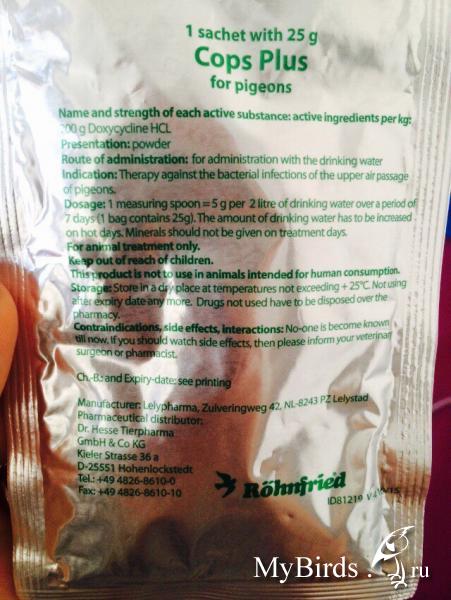 1 sachet with 25 g
Cops Plus
for pigeons
Name and strength of each active substance: active ingredients per kg:
200 g Doxycycline HCL
Presentation: powder
Route of administration: for administration with the drinking water
Indication: Therapy against the bacterial infections of the upper air passage
of pigeons.
Dosage: 1 measuring spoon = 5 g per 2 litre of drinking water over a period of
7 days (1 bag contains 25g). The amount of drinking water has to be increased
on hot days. Minerals should not be given on treatment days.
For animal treatment only.
Keep out of reach of children.
This product is not to use in animals intended for human consumption.
Storage: Store in a dry place at temperatures not exceeding + 25°C. Not using
after expiry date any more. Drugs not used have to be disposed over the
pharmacy.
Contraindications, side effects, interactions: No-one is become known
till now. If you should watch side effects, then please inform your veterinary
surgeon or pharmacist.
Ch.-B.: and Expiry-date: see printing
Manufacturer: Lelypharma, Zuiveringweg 42, NL-8243 PZ Lelystad
Pharmaceutical distributor:
Dr. Hesse Tierpharma
GmbH & Co KG
Kieler Strasse 36 a
D-25551 Hohenlockstedt
Tel.: +49 4826-8610-0
Fax: +49 4826-8610-10
Röhnfried
ID81219
MyBirds.ru